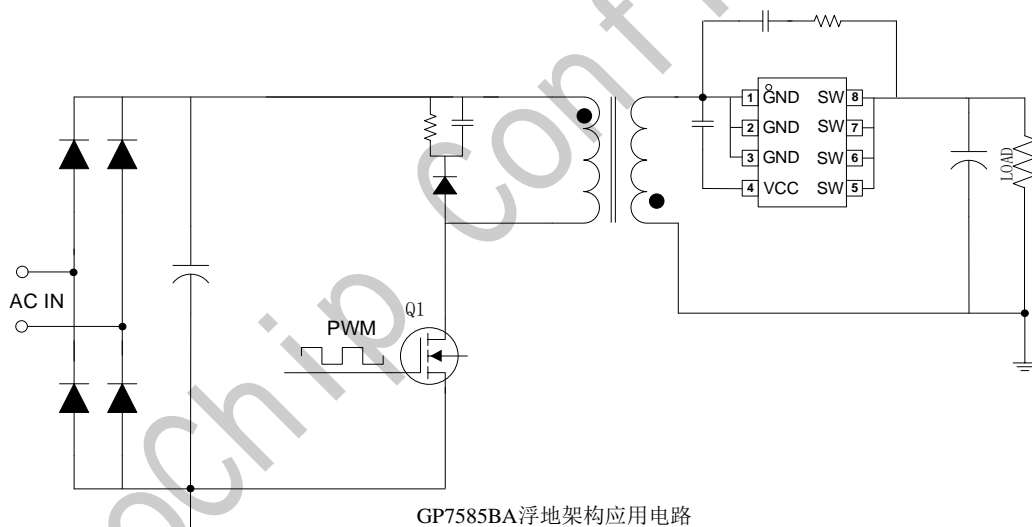 1 GND SW 8
2 GND SW 7
3 GND SW 6
4 VCC SW 5
LOAD
AC IN
Q1
PWM
GP7585BA浮地架构应用电路